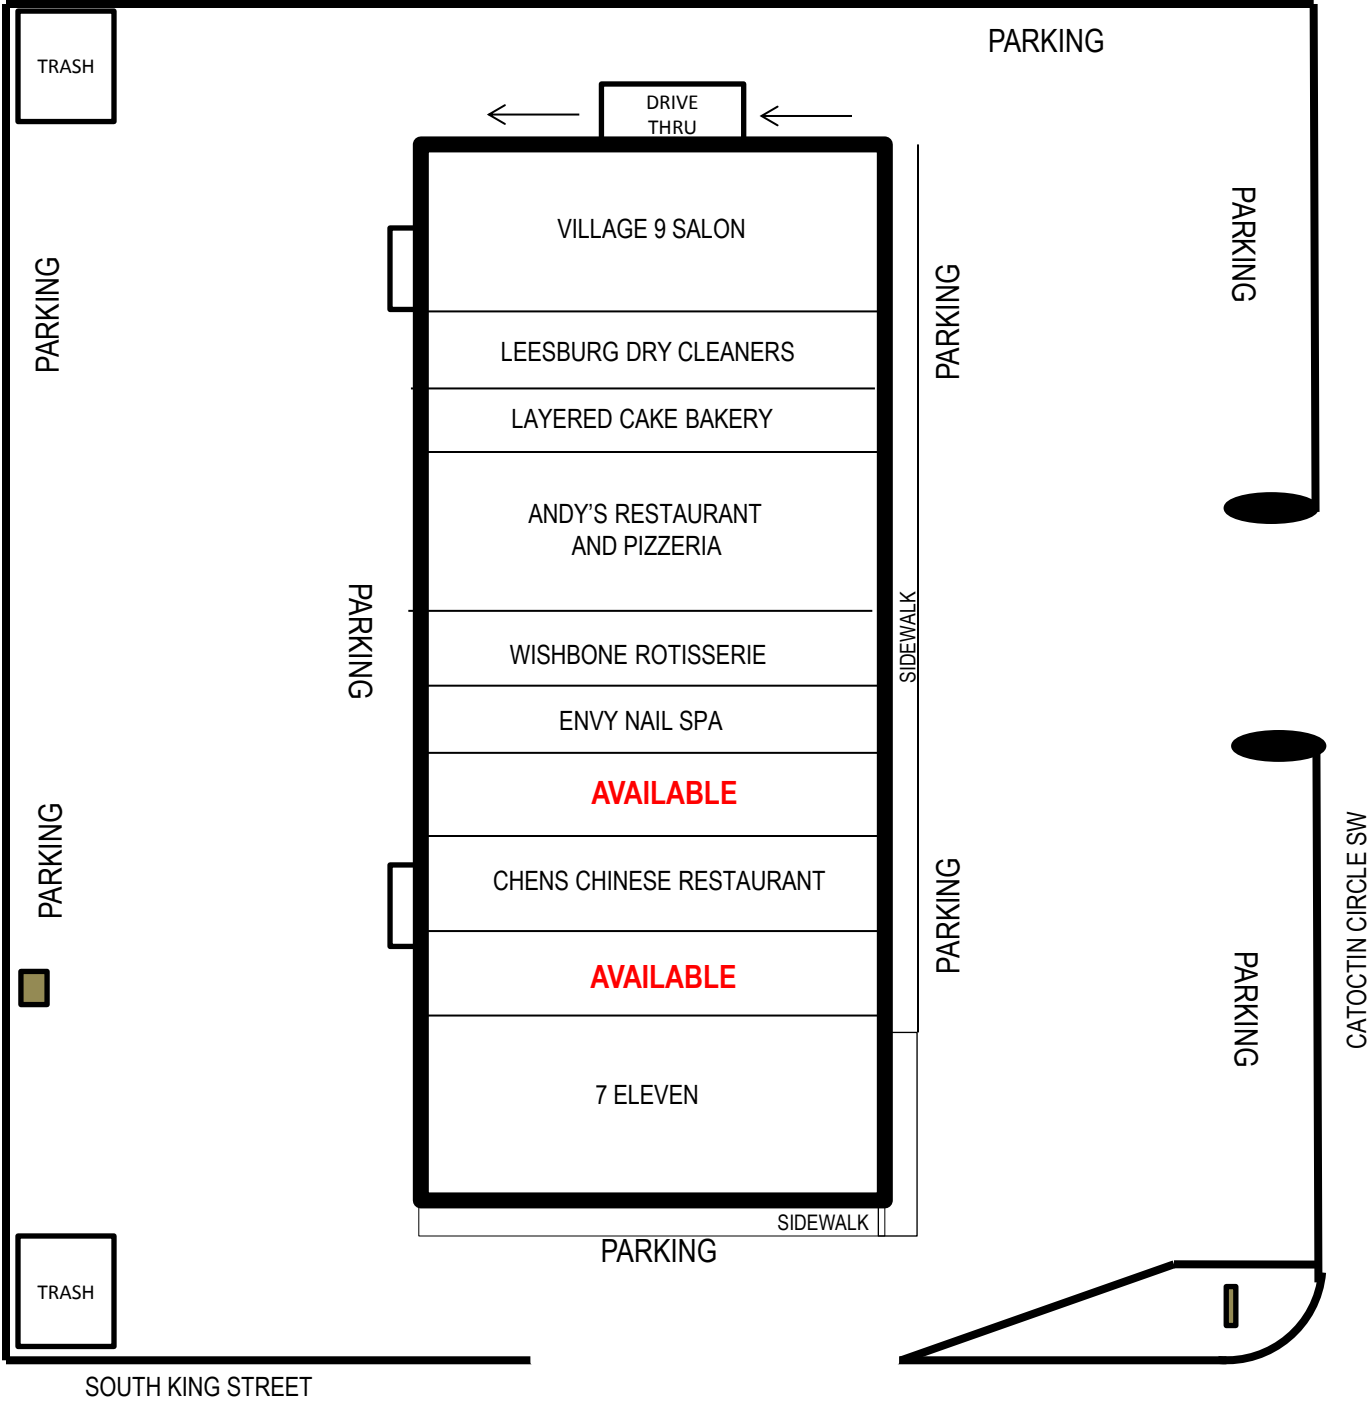 PARKING
TRASH
DRIVE
THRU
VILLAGE 9 SALON
PARKING
PARKING
PARKING
LEESBURG DRY CLEANERS
LAYERED CAKE BAKERY
ANDY’S RESTAURANT
AND PIZZERIA
PARKING
SIDEWALK
WISHBONE ROTISSERIE
ENVY NAIL SPA
AVAILABLE
PARKING
CHENS CHINESE RESTAURANT
PARKING
CATOCTIN CIRCLE SW
AVAILABLE
PARKING
7 ELEVEN
SIDEWALK
PARKING
TRASH
SOUTH KING STREET